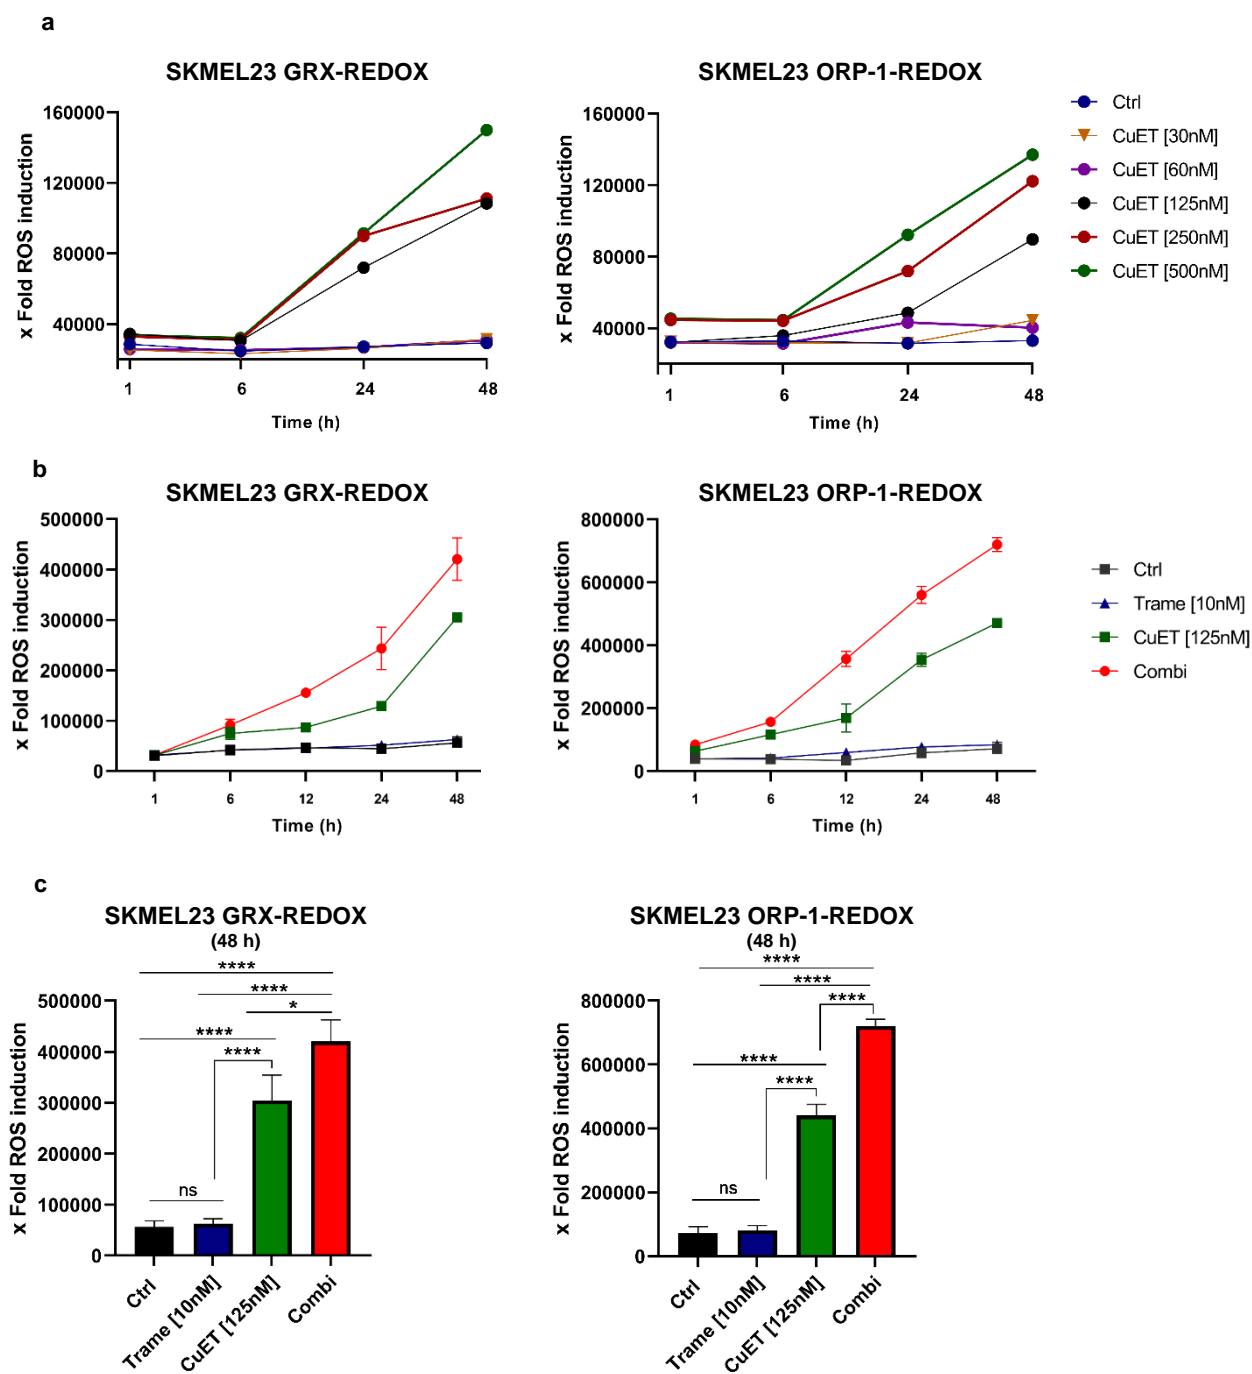 a
SKMEL23 GRX-REDOX
x Fold ROS induction
160000
120000
80000
40000
1 6 24 48
Time (h)
SKMEL23 ORP-1-REDOX
x Fold ROS induction
160000
120000
80000
40000
1 6 24 48
Time (h)
Ctrl
CuET [30nM]
CuET [60nM]
CuET [125nM]
CuET [250nM]
CuET [500nM]
b
SKMEL23 GRX-REDOX
x Fold ROS induction
500000
400000
300000
200000
100000
0
1 6 12 24 48
Time (h)
SKMEL23 ORP-1-REDOX
x Fold ROS induction
800000
600000
400000
200000
0
1 6 12 24 48
Time (h)
Ctrl
Trame [10nM]
CuET [125nM]
Combi
c
SKMEL23 GRX-REDOX
(48 h)
x Fold ROS induction
500000
400000
300000
200000
100000
0
****
****
*
****
****
ns
Ctrl
Trame [10nM]
CuET [125nM]
Combi
SKMEL23 ORP-1-REDOX
(48 h)
x Fold ROS induction
800000
600000
400000
200000
0
****
****
****
****
****
ns
Ctrl
Trame [10nM]
CuET [125nM]
Combi